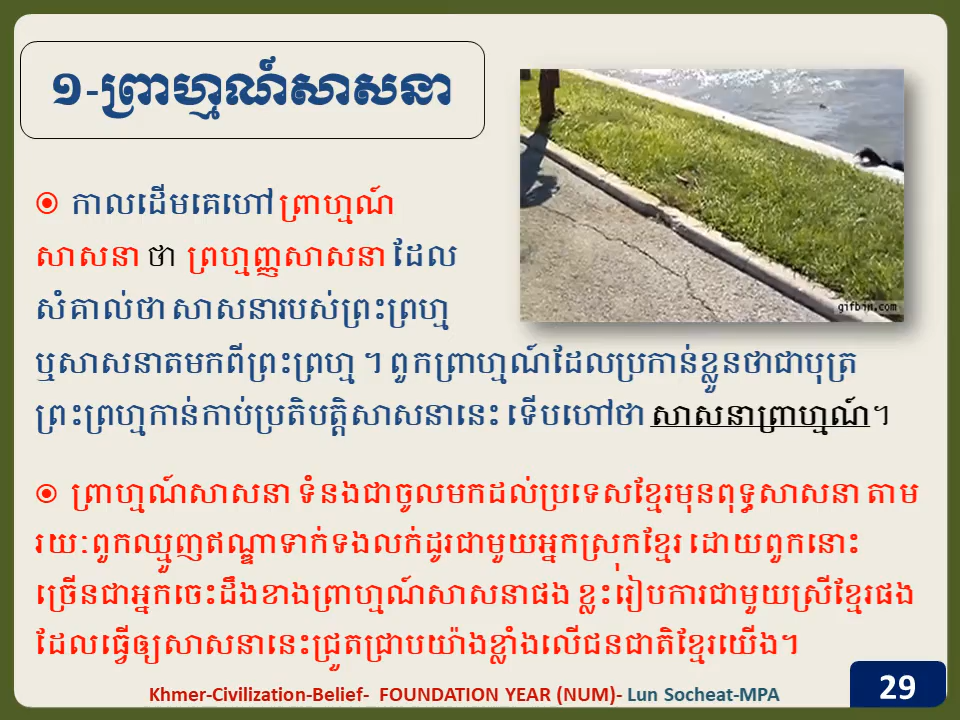 ១-ព្រាហ្មណ៍សាសនា
កាលដើមគេហៅ ព្រាហ្មណ៍
សាសនា ថា ព្រហ្មញ្ញសាសនា ដែល
សំគាល់ថា សាសនារបស់ព្រះព្រហ្ម
ឬសាសនាតមកពីព្រះព្រហ្ម ។ ពួកព្រាហ្មណ៍ដែលប្រកាន់ខ្លួនថាជាបុត្រ
ព្រះព្រហ្មកាន់កាប់ប្រតិបត្តិសាសនានេះ ទើបហៅថា សាសនាព្រាហ្មណ៍។
ព្រាហ្មណ៍សាសនា ទំនងជាចូលមកដល់ប្រទេសខ្មែរមុនពុទ្ធសាសនា តាម
រយៈពួកឈ្មួញឥណ្ឌាទាក់ទងលក់ដូរជាមួយអ្នកស្រុកខ្មែរ ដោយពួកនោះ
ច្រើនជាអ្នកចេះដឹងខាងព្រាហ្មណ៍សាសនាផង ខ្លះរៀបការជាមួយស្រីខ្មែរផង
ដែលធ្វើឲ្យសាសនានេះជ្រួតជ្រាបយ៉ាងខ្លាំងលើជនជាតិខ្មែរយើង។
gifbin.com
Khmer-Civilization-Belief- FOUNDATION YEAR (NUM)- Lun Socheat-MPA
29